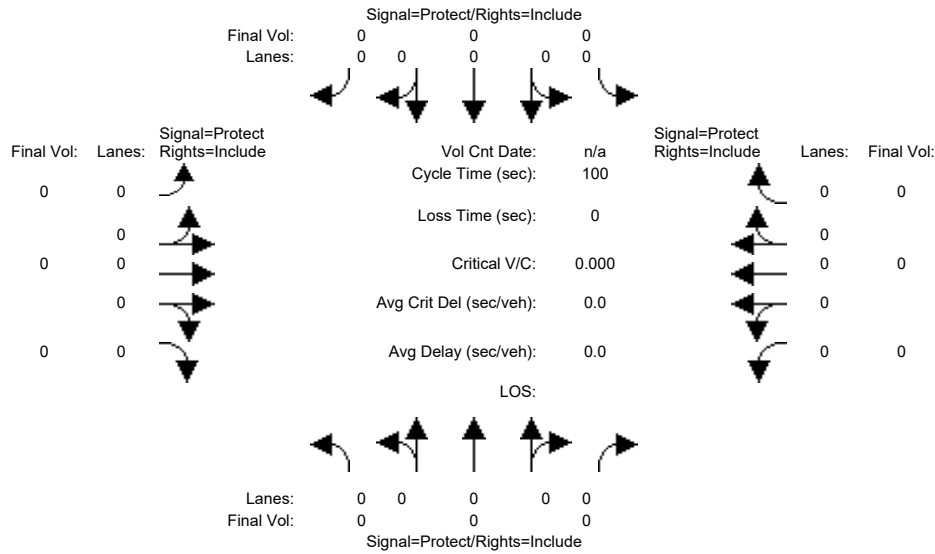 Signal=Protect/Rights=Include
Final Vol: 0 0 0
Lanes: 0 0 0 0 0
Signal=Protect Signal=Protect
Final Vol: Lanes: Rights=Include Vol Cnt Date: n/a Rights=Include Lanes: Final Vol:
Cycle Time (sec): 100
0 0 0 0
Loss Time (sec): 0
0 0
0 0 Critical V/C: 0.000 0 0
0 Avg Crit Del (sec/veh): 0.0 0
0 0 Avg Delay (sec/veh): 0.0 0 0
LOS:
Lanes: 0 0 0 0 0
Final Vol: 0 0 0
Signal=Protect/Rights=Include